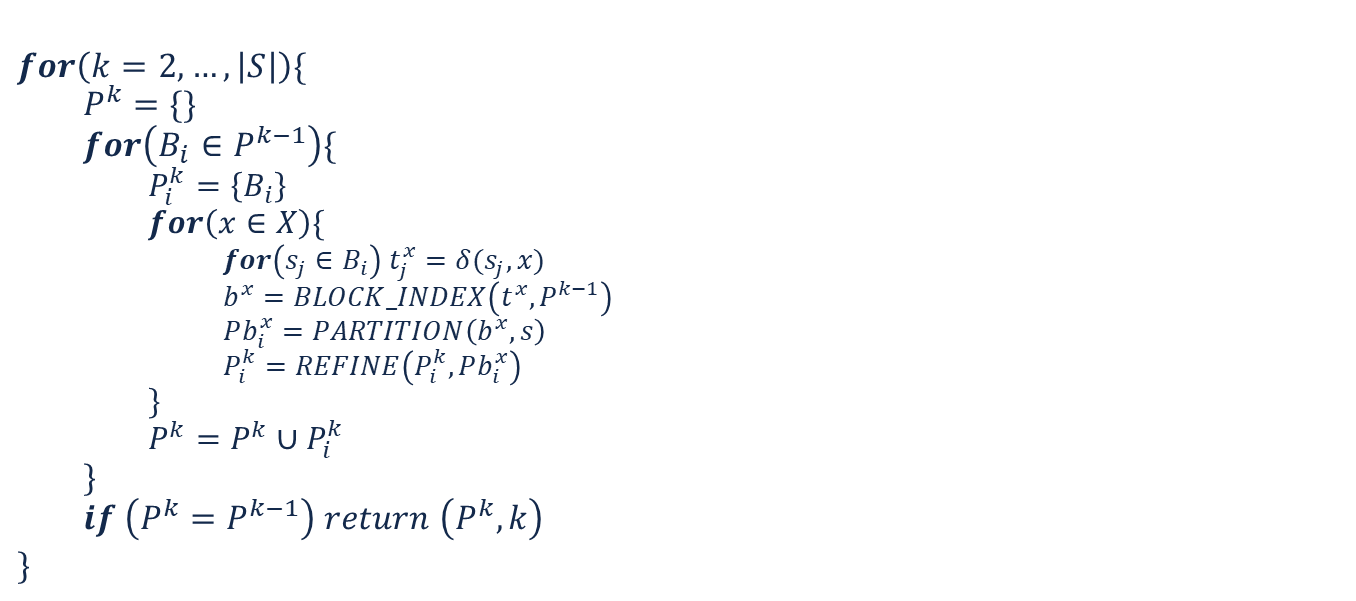 for(k = 2, … , |S|){
P^k = {}
for(B_i ∈ P^{k−1}){
P_i^k = {B_i}
for(x ∈ X){
for(s_j ∈ B_i) t_j^x = δ(s_j, x)
b^x = BLOCK_INDEX(t^x, P^{k−1})
Pb_i^x = PARTITION(b^x, s)
P_i^k = REFINE(P_i^k, Pb_i^x)
}
P^k = P^k ∪ P_i^k
}
if (P^k = P^{k−1}) return (P^k, k)
}